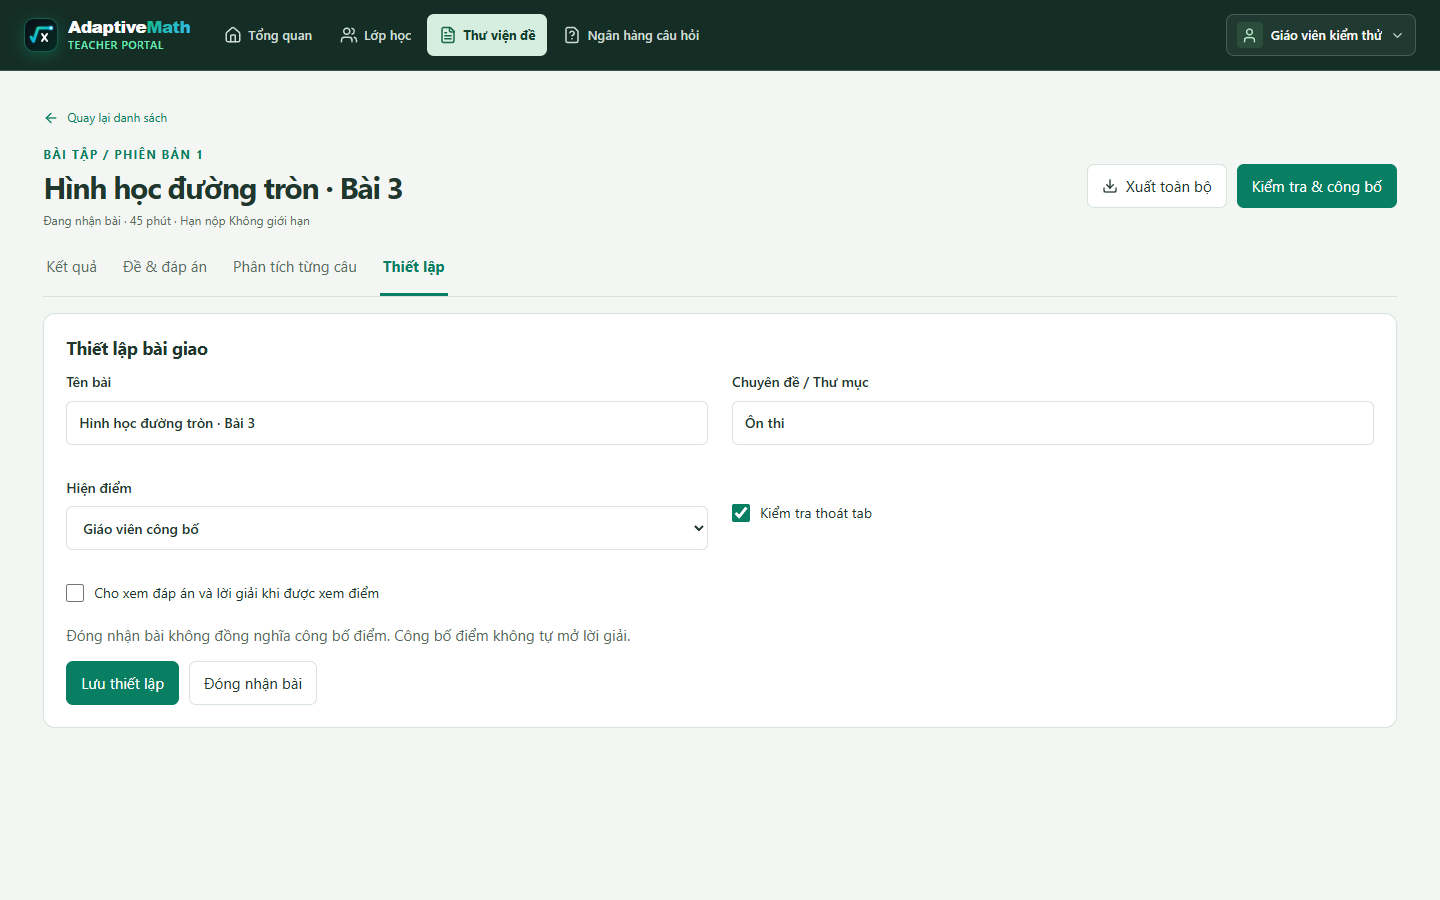 AdaptiveMath
TEACHER PORTAL
Tổng quan
Lớp học
Thư viện đề
Ngân hàng câu hỏi
Giáo viên kiểm thử
Quay lại danh sách
BÀI TẬP / PHIÊN BẢN 1
Hình học đường tròn · Bài 3
Đang nhận bài · 45 phút · Hạn nộp Không giới hạn
Xuất toàn bộ
Kiểm tra & công bố
Kết quả
Đề & đáp án
Phân tích từng câu
Thiết lập
Thiết lập bài giao
Tên bài
Chuyên đề / Thư mục
Hình học đường tròn · Bài 3
Ôn thi
Hiện điểm
Giáo viên công bố
Kiểm tra thoát tab
Cho xem đáp án và lời giải khi được xem điểm
Đóng nhận bài không đồng nghĩa công bố điểm. Công bố điểm không tự mở lời giải.
Lưu thiết lập
Đóng nhận bài